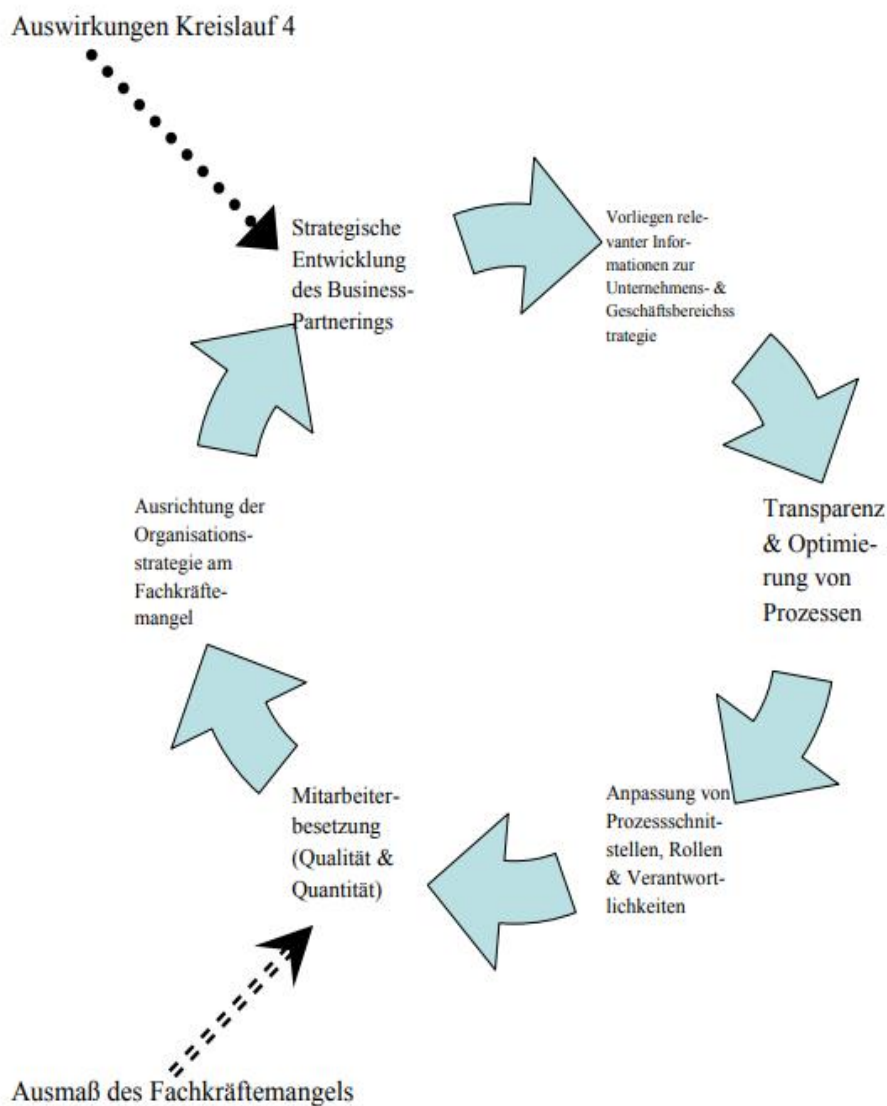 Auswirkungen Kreislauf 4
Strategische
Entwicklung
des Business-
Partnerings
Vorliegen rele-
vanter Infor-
mationen zur
Unternehmens- &
Geschäftsbereichss
trategie
Transparenz
& Optimie-
rung von
Prozessen
Anpassung von
Prozessschnit-
stellen, Rollen
& Verantwort-
lichkeiten
Mitarbeiter-
besetzung
(Qualität &
Quantität)
Ausrichtung der
Organisations-
strategie am
Fachkräfte-
mangel
Ausmaß des Fachkräftemangels